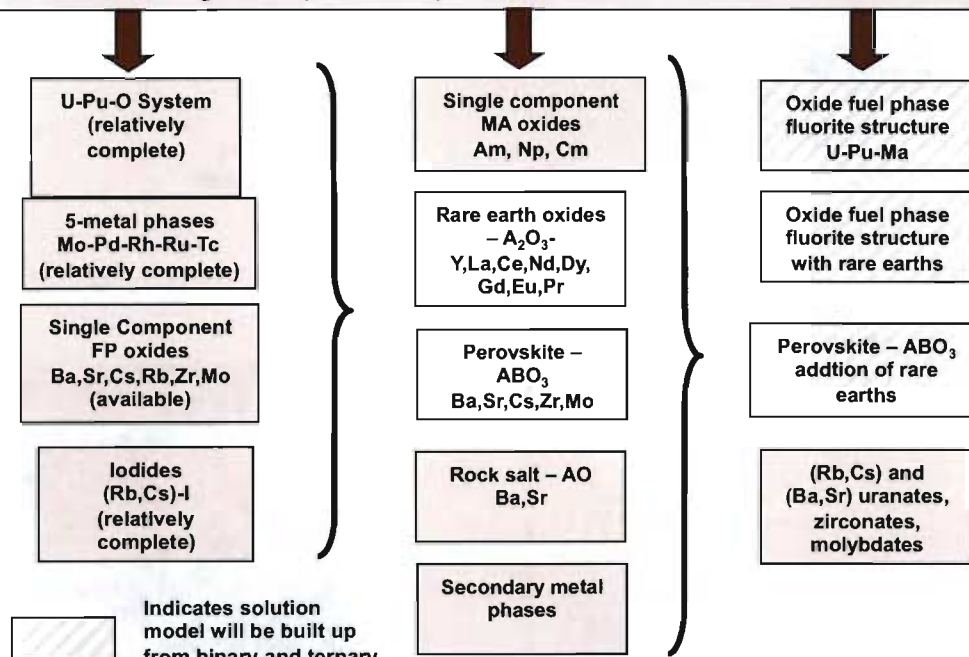 U-Pu-O System
(relatively
complete)
5-metal phases
Mo-Pd-Rh-Ru-Tc
(relatively complete)
Single Component
FP oxides
Ba,Sr,Cs,Rb,Zr,Mo
(available)
Iodides
(Rb,Cs)-I
(relatively
complete)
Indicates solution
model will be built up
from binary and ternary
Single component
MA oxides
Am, Np, Cm
Rare earth oxides
– A₂O₃-
Y,La,Ce,Nd,Dy,
Gd,Eu,Pr
Perovskite –
ABO₃
Ba,Sr,Cs,Zr,Mo
Rock salt – AO
Ba,Sr
Secondary metal
phases
Oxide fuel phase
fluorite structure
U-Pu-Ma
Oxide fuel phase
fluorite structure
with rare earths
Perovskite – ABO₃
addtion of rare
earths
(Rb,Cs) and
(Ba,Sr) uranates,
zirconates,
molybdates